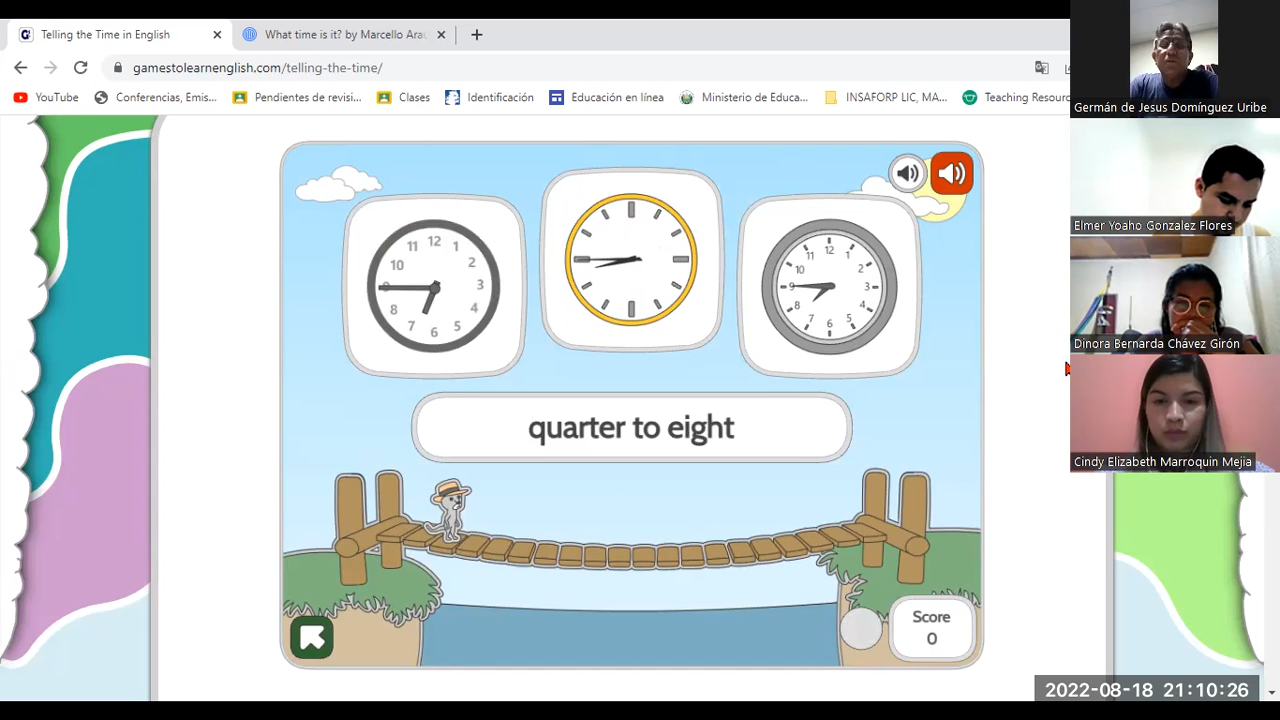 Telling the Time in English
What time is it? by Marcello Arau
gamestolearnenglish.com/telling-the-time/
YouTube
Conferencias, Emis...
Pendientes de revisi...
Clases
Identificación
Educación en línea
Ministerio de Educa...
INSAFORP LIC, MA...
Teaching Resour
Germán de Jesus Domínguez Uribe
Elmer Yoaho Gonzalez Flores
Dinora Bernarda Chávez Girón
Cindy Elizabeth Marroquin Mejia
12 1 2 3 4 5 6 7 8 9 10 11
12 1 2 3 4 5 6 7 8 9 10 11
quarter to eight
Score
0
2022-08-18 21:10:26